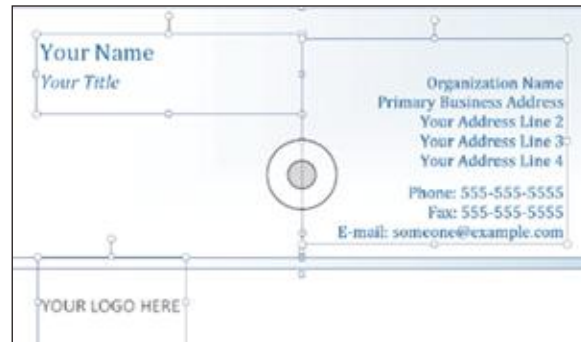 Your Name
Your Title
Organization Name
Primary Business Address
Your Address Line 2
Your Address Line 3
Your Address Line 4
Phone: 555-555-5555
Fax: 555-555-5555
E-mail: someone@example.com
YOUR LOGO HERE